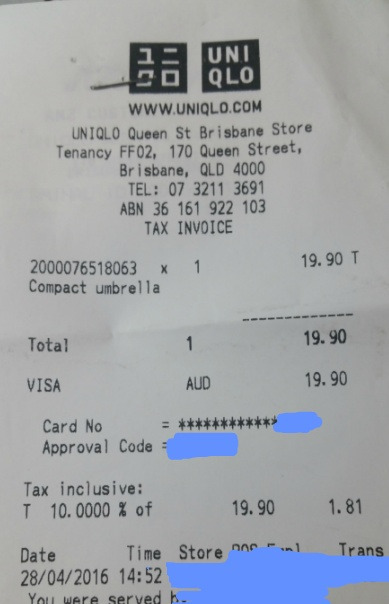 ユニ UNI
クロ QLO
WWW.UNIQLO.COM
UNIQLO Queen St Brisbane Store
Tenancy FF02, 170 Queen Street,
Brisbane, QLD 4000
TEL: 07 3211 3691
ABN 36 161 922 103
TAX INVOICE
2000076518063 x 1 19.90 T
Compact umbrella
--------------
Total 1 19.90
VISA AUD 19.90
Card No = ************
Approval Code =
Tax inclusive:
T 10.0000 % of 19.90 1.81
Date Time Store Trans
28/04/2016 14:52
You were served